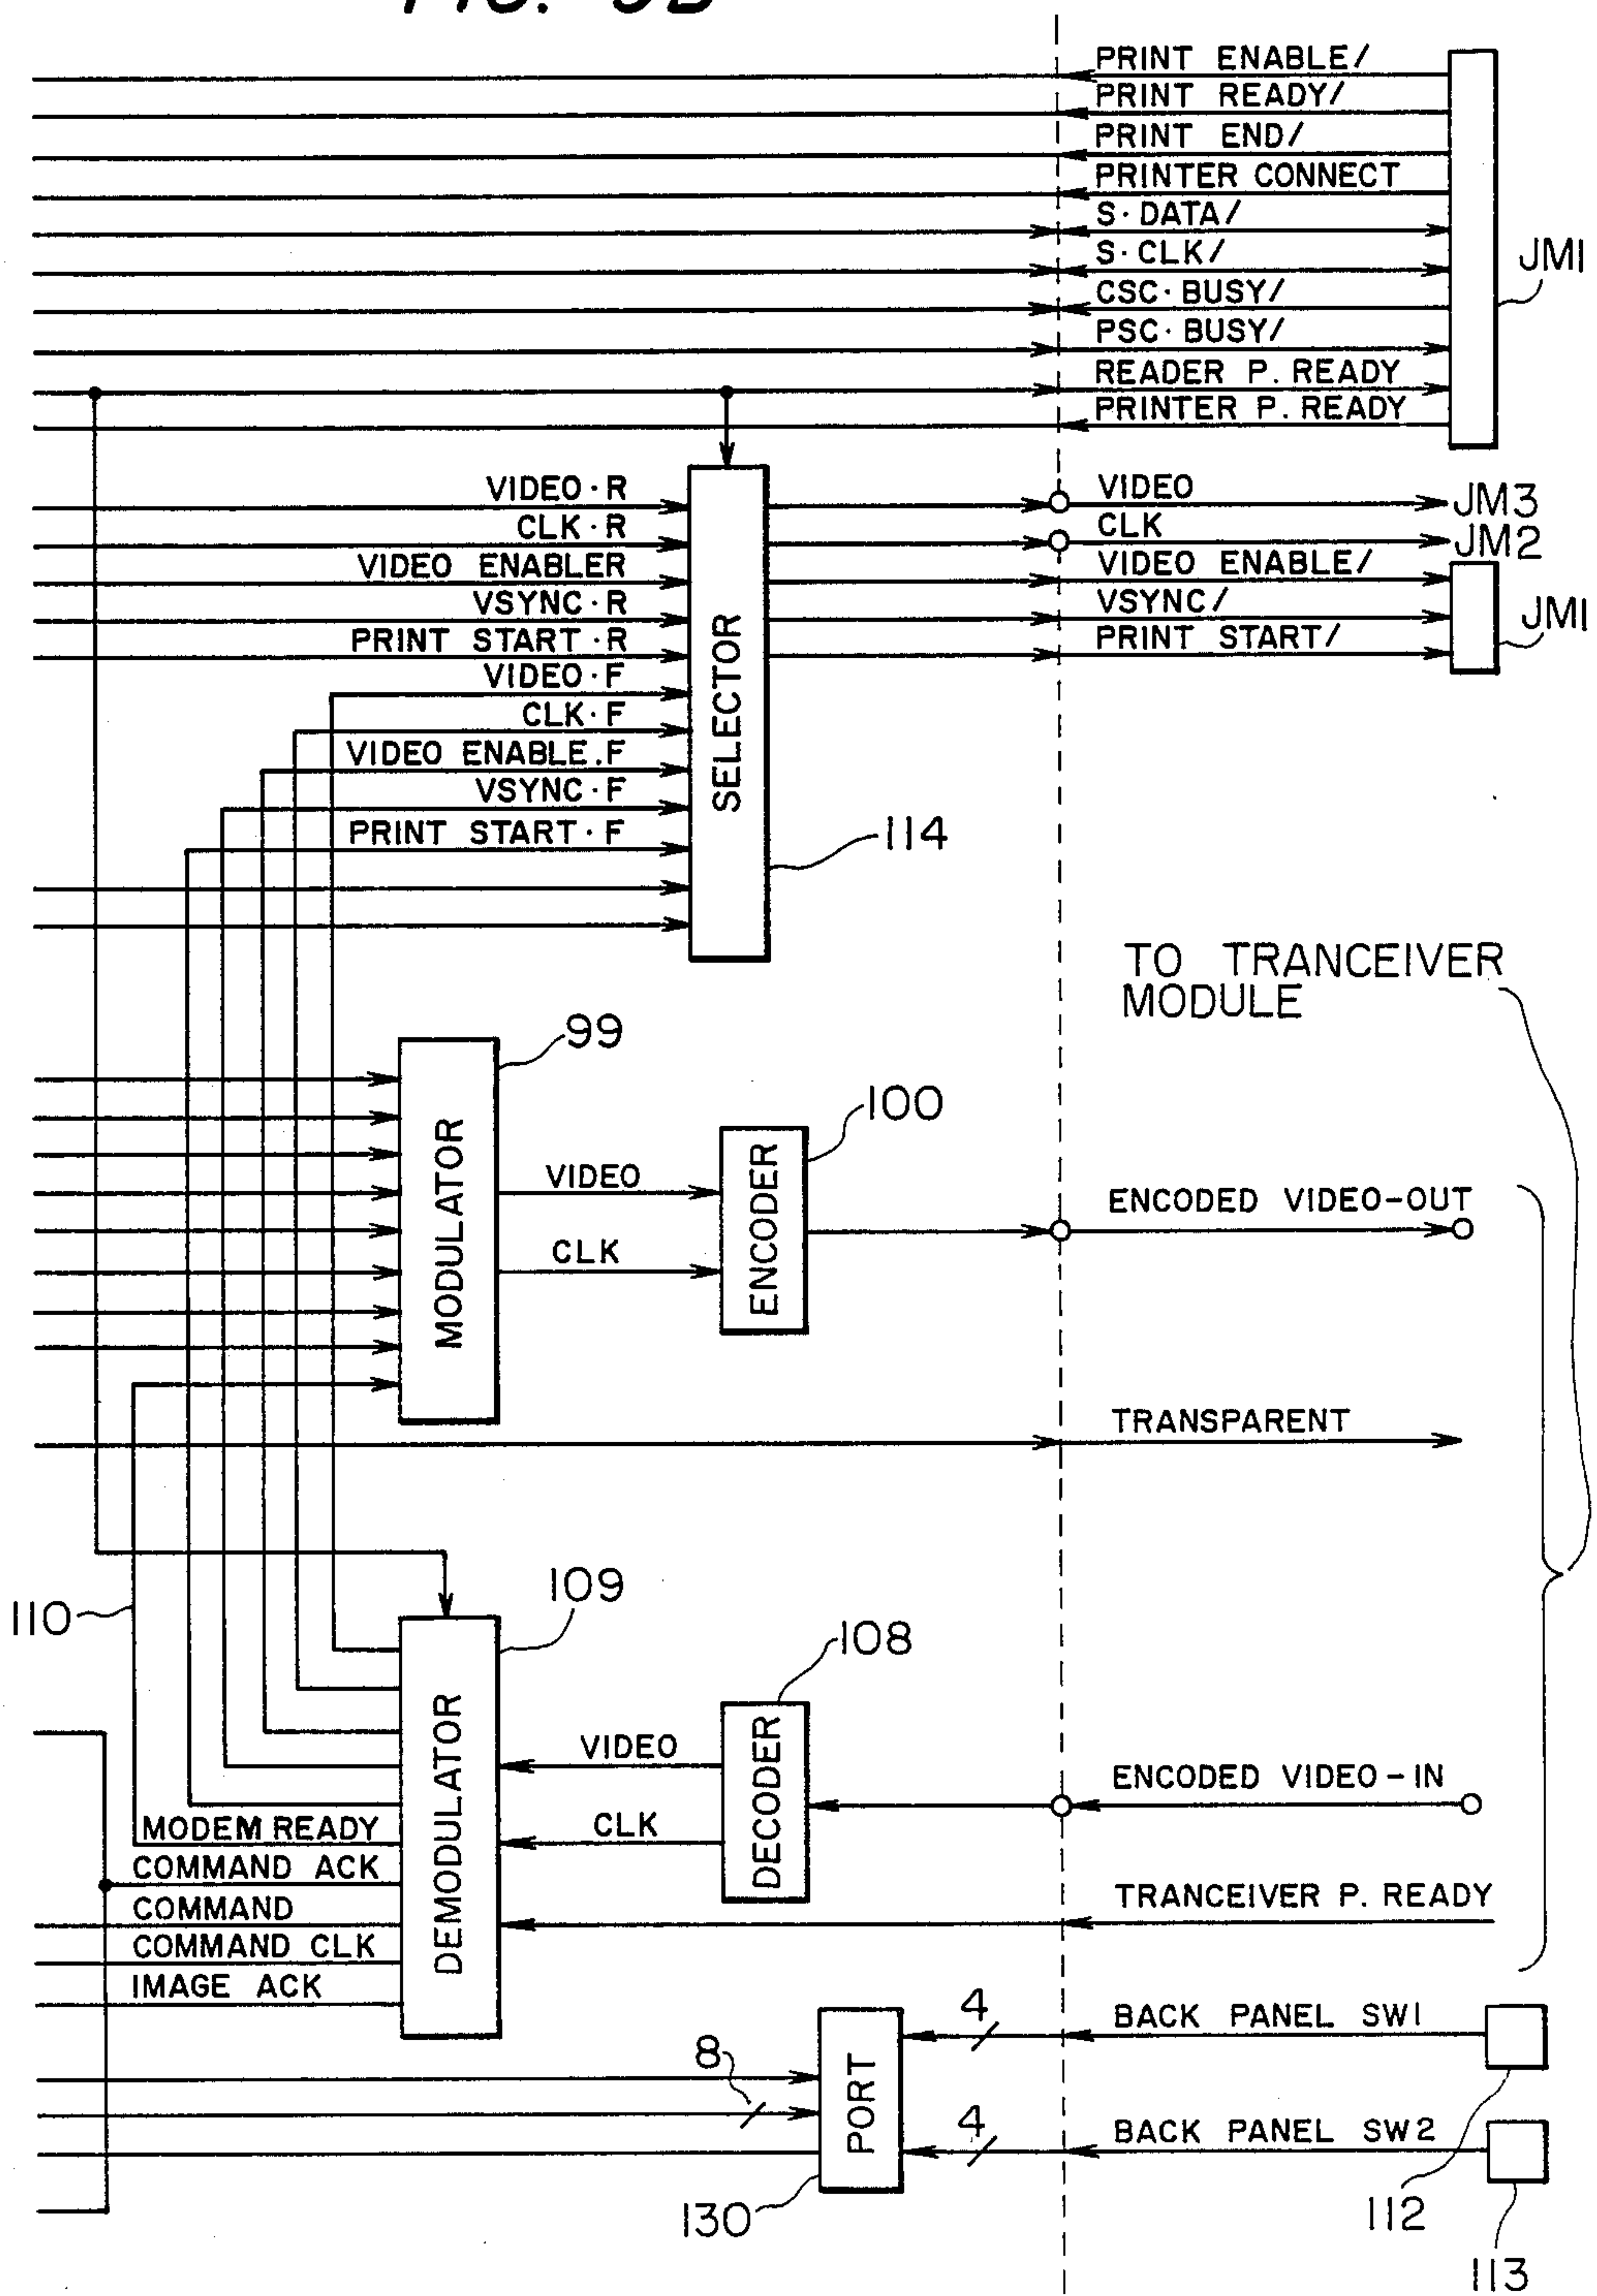 FIG. 9B
PRINT ENABLE/
PRINT READY/
PRINT END/
PRINTER CONNECT
S·DATA/
S·CLK/
CSC·BUSY/
PSC·BUSY/
READER P. READY
PRINTER P. READY
JM1
VIDEO·R
CLK·R
VIDEO ENABLER
VSYNC·R
PRINT START·R
VIDEO·F
CLK·F
VIDEO ENABLE.F
VSYNC·F
PRINT START·F
SELECTOR
114
VIDEO
JM3
CLK
JM2
VIDEO ENABLE/
VSYNC/
PRINT START/
JM1
TO TRANCEIVER
MODULE
99
MODULATOR
VIDEO
CLK
100
ENCODER
ENCODED VIDEO-OUT
TRANSPARENT
110
109
DEMODULATOR
108
DECODER
VIDEO
CLK
ENCODED VIDEO-IN
MODEM READY
COMMAND ACK
COMMAND
COMMAND CLK
IMAGE ACK
TRANCEIVER P. READY
8
PORT
130
4
BACK PANEL SW1
4
BACK PANEL SW2
112
113